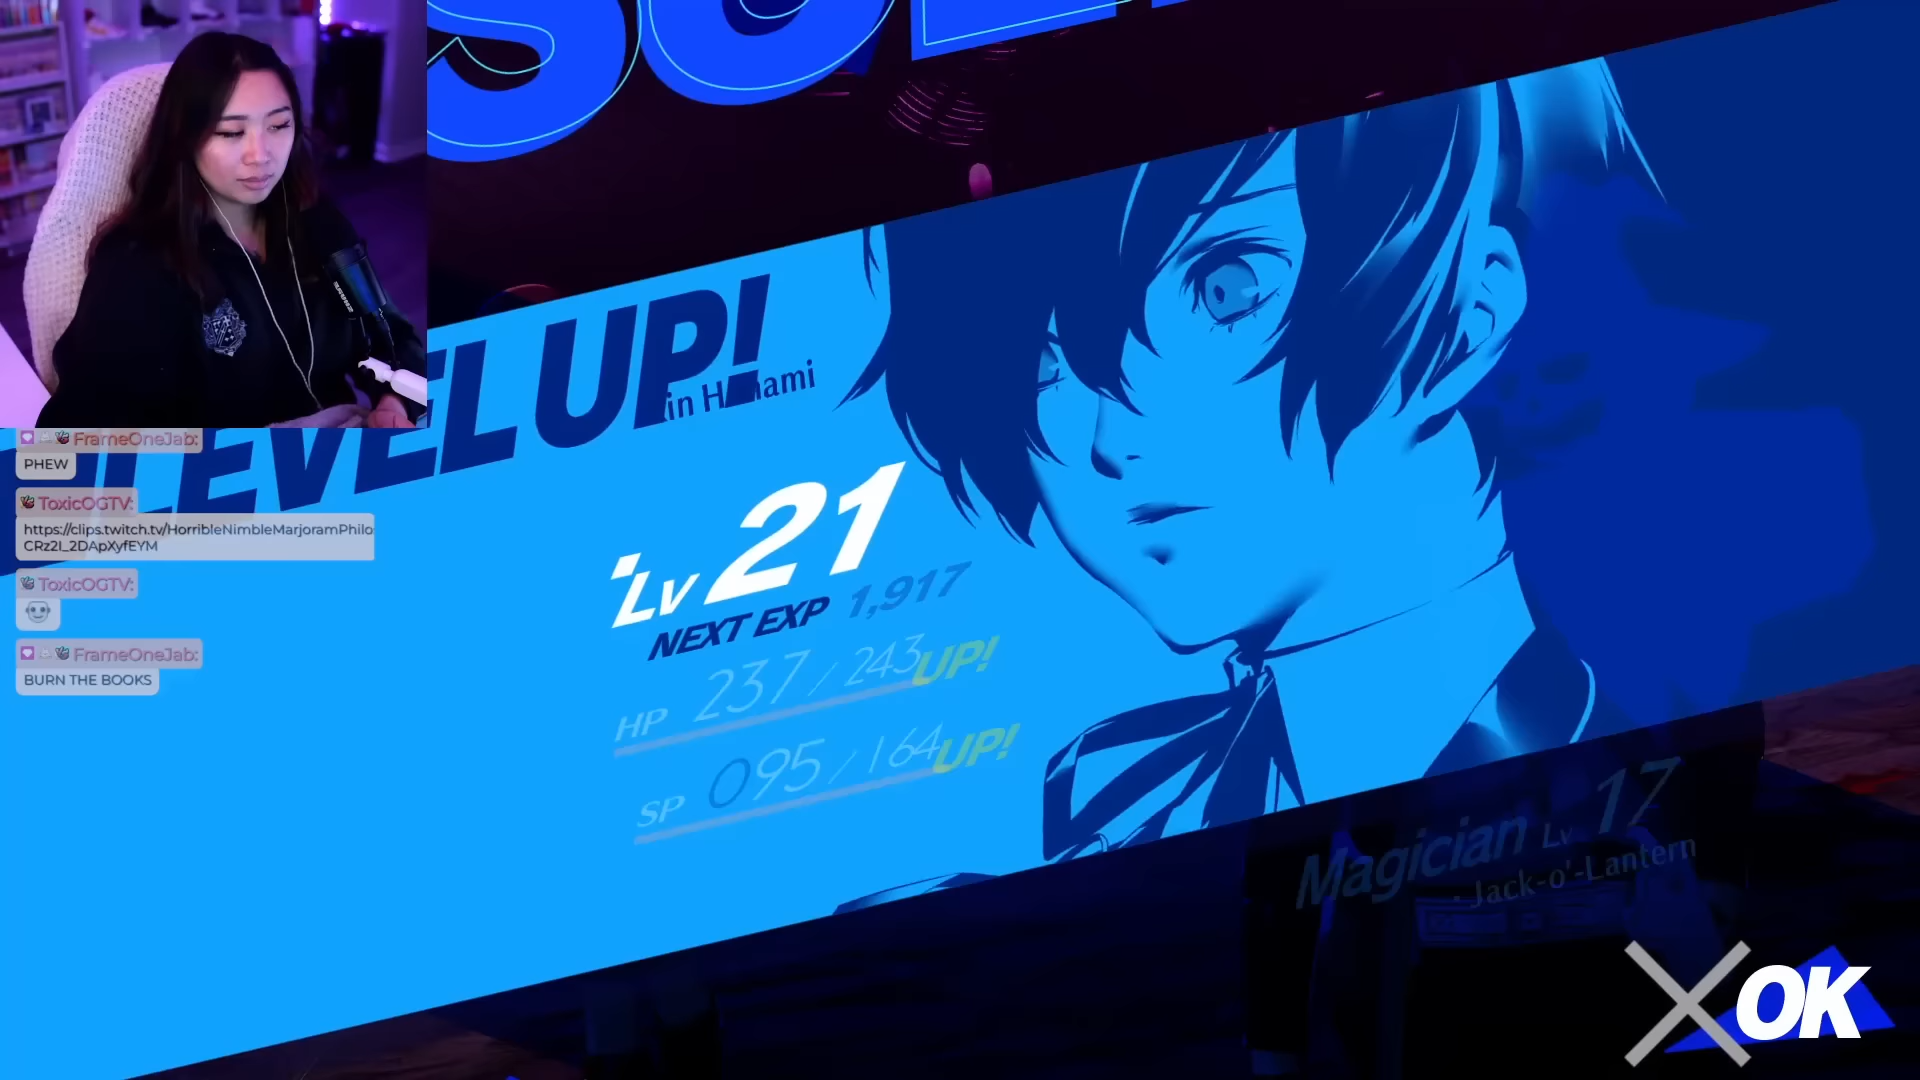 LEVEL UP!
Lv 21
NEXT EXP 1,917
HP 237/243 UP!
SP 095/164 UP!
Magician Lv 17
Jack-o'-Lantern
OK
FrameOneJab:
PHEW
ToxicOGTV:
https://clips.twitch.tv/HorribleNimbleMarjoramPhilo
CRz2I_2DApXyfEYM
ToxicOGTV:
FrameOneJab:
BURN THE BOOKS